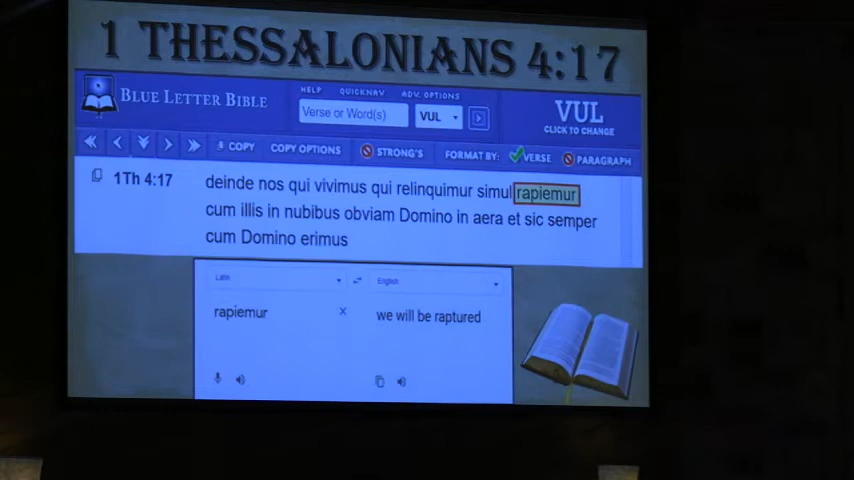 1 THESSALONIANS 4:17
HELP QUICKNAV ADV. OPTIONS
BLUE LETTER BIBLE
Verse or Word(s) VUL
VUL
CLICK TO CHANGE
COPY COPY OPTIONS STRONG'S FORMAT BY: VERSE PARAGRAPH
1Th 4:17 deinde nos qui vivimus qui relinquimur simul rapiemur
cum illis in nubibus obviam Domino in aera et sic semper
cum Domino erimus
Latin English
rapiemur X we will be raptured